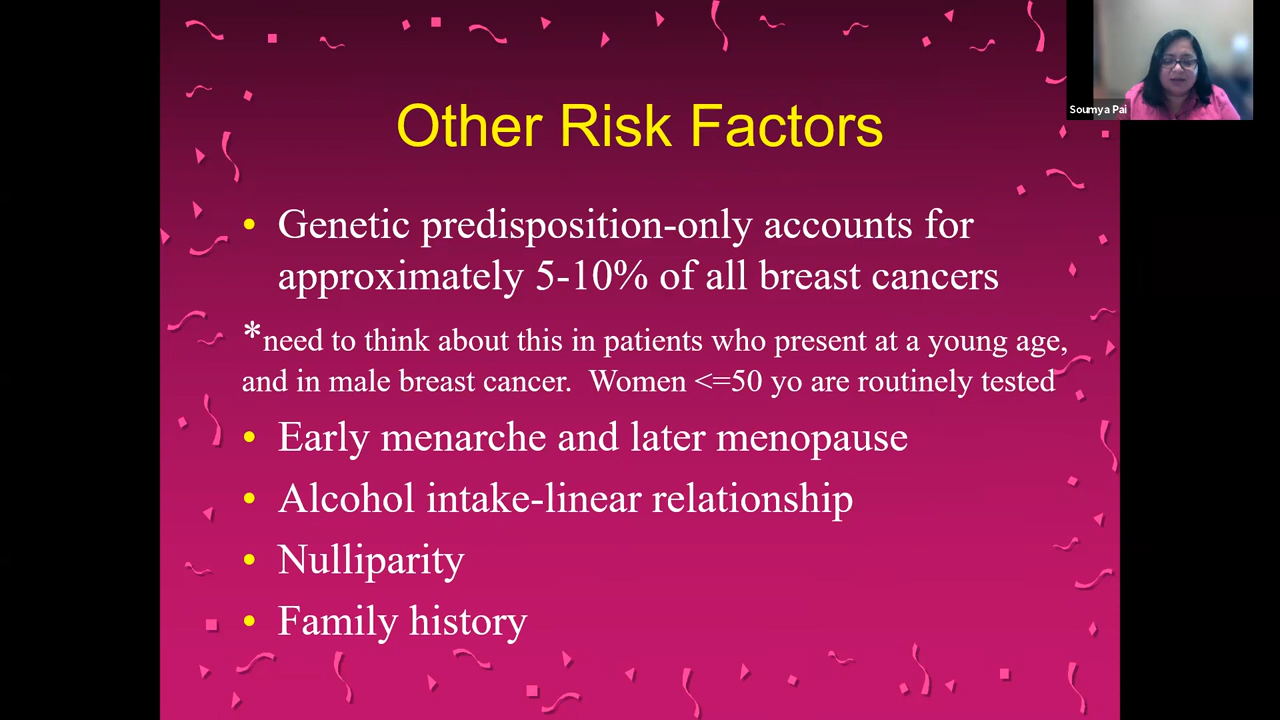 Other Risk Factors
• Genetic predisposition-only accounts for
approximately 5-10% of all breast cancers
*need to think about this in patients who present at a young age,
and in male breast cancer.  Women <=50 yo are routinely tested
• Early menarche and later menopause
• Alcohol intake-linear relationship
• Nulliparity
• Family history
Soumya Pai